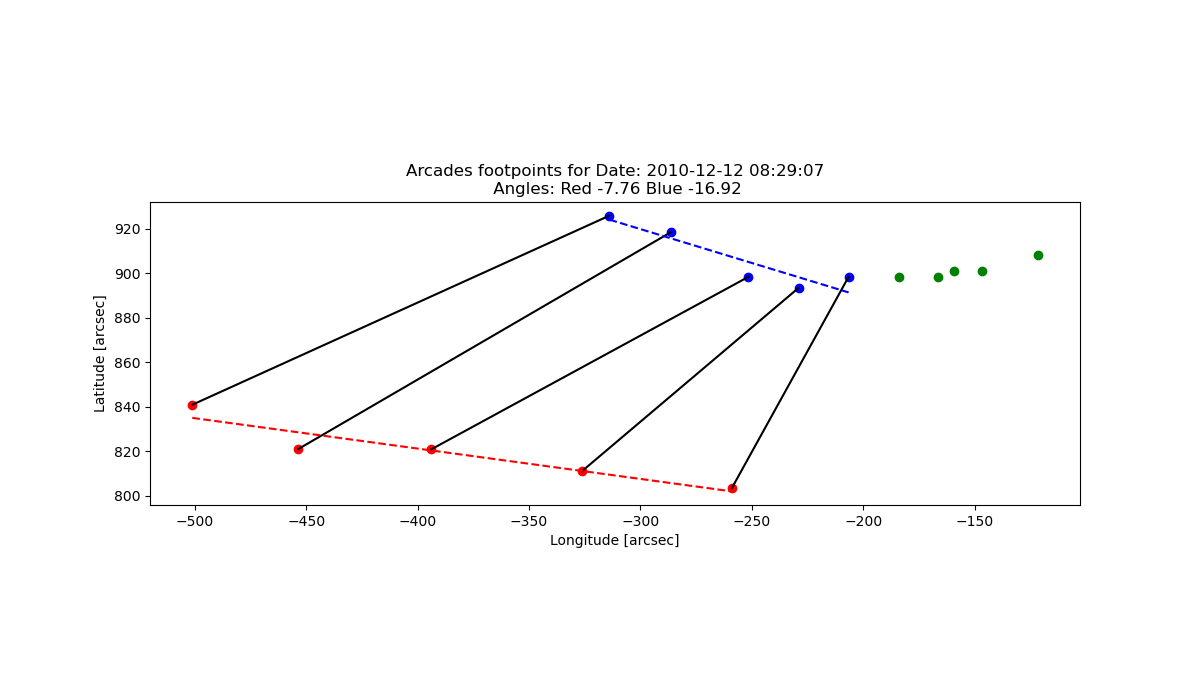 Arcades footpoints for Date: 2010-12-12 08:29:07
Angles: Red -7.76 Blue -16.92
920
900
880
860
840
820
800
Latitude [arcsec]
−500 −450 −400 −350 −300 −250 −200 −150
Longitude [arcsec]